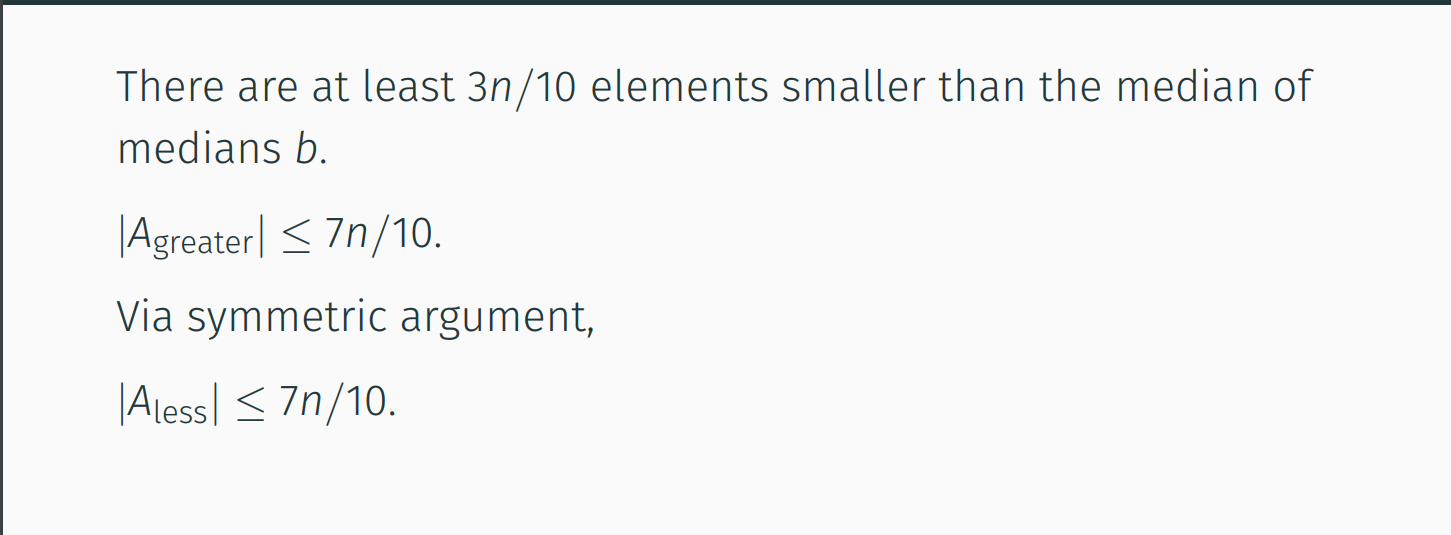 There are at least 3n/10 elements smaller than the median of
medians b.
|A_greater| ≤ 7n/10.
Via symmetric argument,
|A_less| ≤ 7n/10.